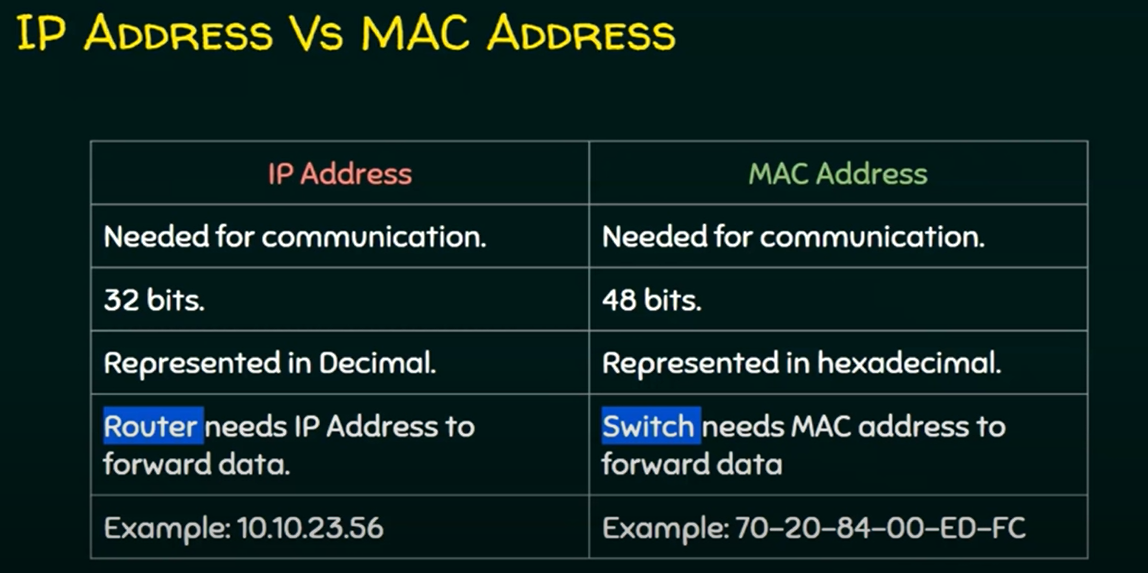 IP Address Vs MAC Address
IP Address
MAC Address
Needed for communication.
Needed for communication.
32 bits.
48 bits.
Represented in Decimal.
Represented in hexadecimal.
Router needs IP Address to
forward data.
Switch needs MAC address to
forward data
Example: 10.10.23.56
Example: 70-20-84-00-ED-FC